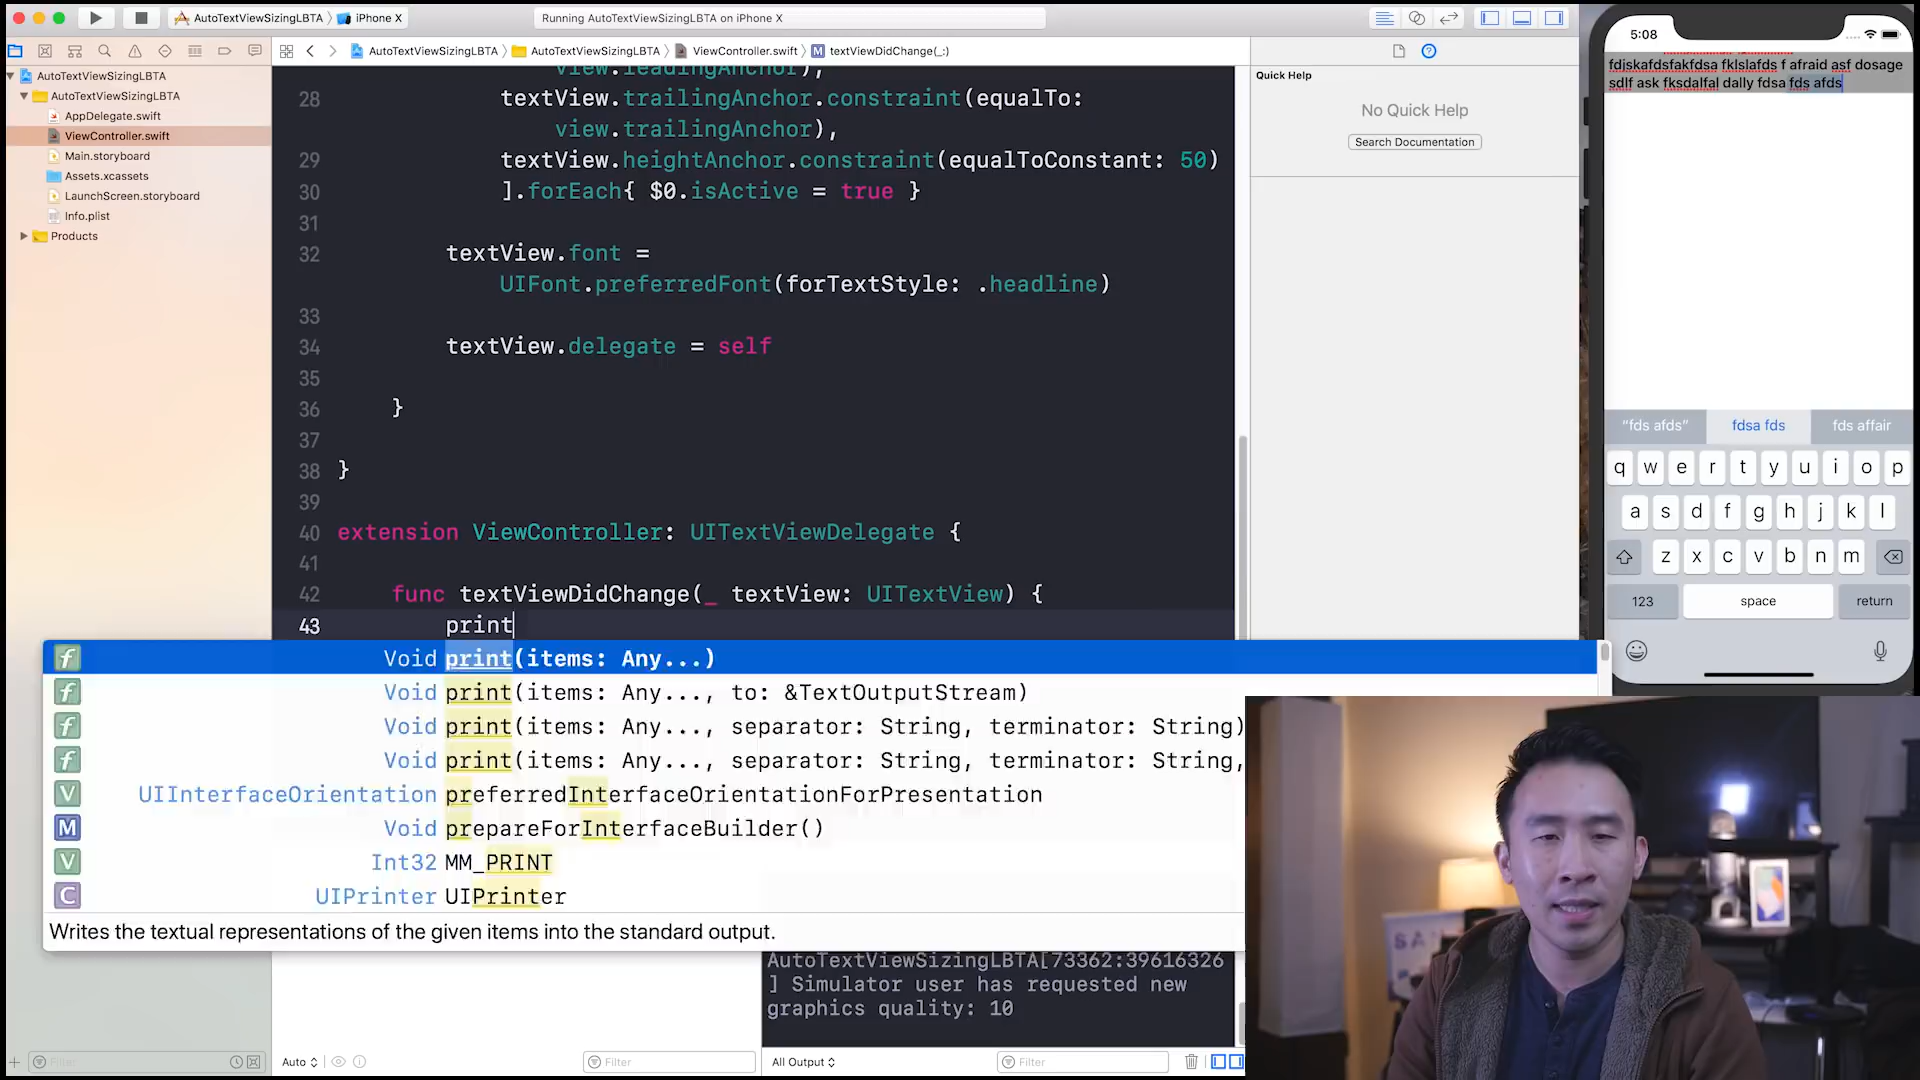 AutoTextViewSizingLBTA
iPhone X
Running AutoTextViewSizingLBTA on iPhone X
AutoTextViewSizingLBTA
AutoTextViewSizingLBTA
ViewController.swift
M
textViewDidChange(_:)
AutoTextViewSizingLBTA
AutoTextViewSizingLBTA
AppDelegate.swift
ViewController.swift
Main.storyboard
Assets.xcassets
LaunchScreen.storyboard
Info.plist
Products
view.leadingAnchor),
28 textView.trailingAnchor.constraint(equalTo:
view.trailingAnchor),
29 textView.heightAnchor.constraint(equalToConstant: 50)
30 ].forEach{ $0.isActive = true }
31
32 textView.font =
UIFont.preferredFont(forTextStyle: .headline)
33
34 textView.delegate = self
35
36 }
37
38 }
39
40 extension ViewController: UITextViewDelegate {
41
42 func textViewDidChange(_ textView: UITextView) {
43 print
f Void print(items: Any...)
f Void print(items: Any..., to: &TextOutputStream)
f Void print(items: Any..., separator: String, terminator: String)
f Void print(items: Any..., separator: String, terminator: String,
V UIInterfaceOrientation preferredInterfaceOrientationForPresentation
M Void prepareForInterfaceBuilder()
V Int32 MM_PRINT
C UIPrinter UIPrinter
Writes the textual representations of the given items into the standard output.
AutoTextViewSizingLBTA[73362:39616326
] Simulator user has requested new
graphics quality: 10
Filter
Auto
Filter
All Output
Filter
Quick Help
No Quick Help
Search Documentation
5:08
fdjskafdsfakfdsa fklslafds f afraid asf dosage
sdlf ask fksdalfal dally fdsa fds afds
“fds afds” fdsa fds fds affair
q w e r t y u i o p
a s d f g h j k l
z x c v b n m
123 space return